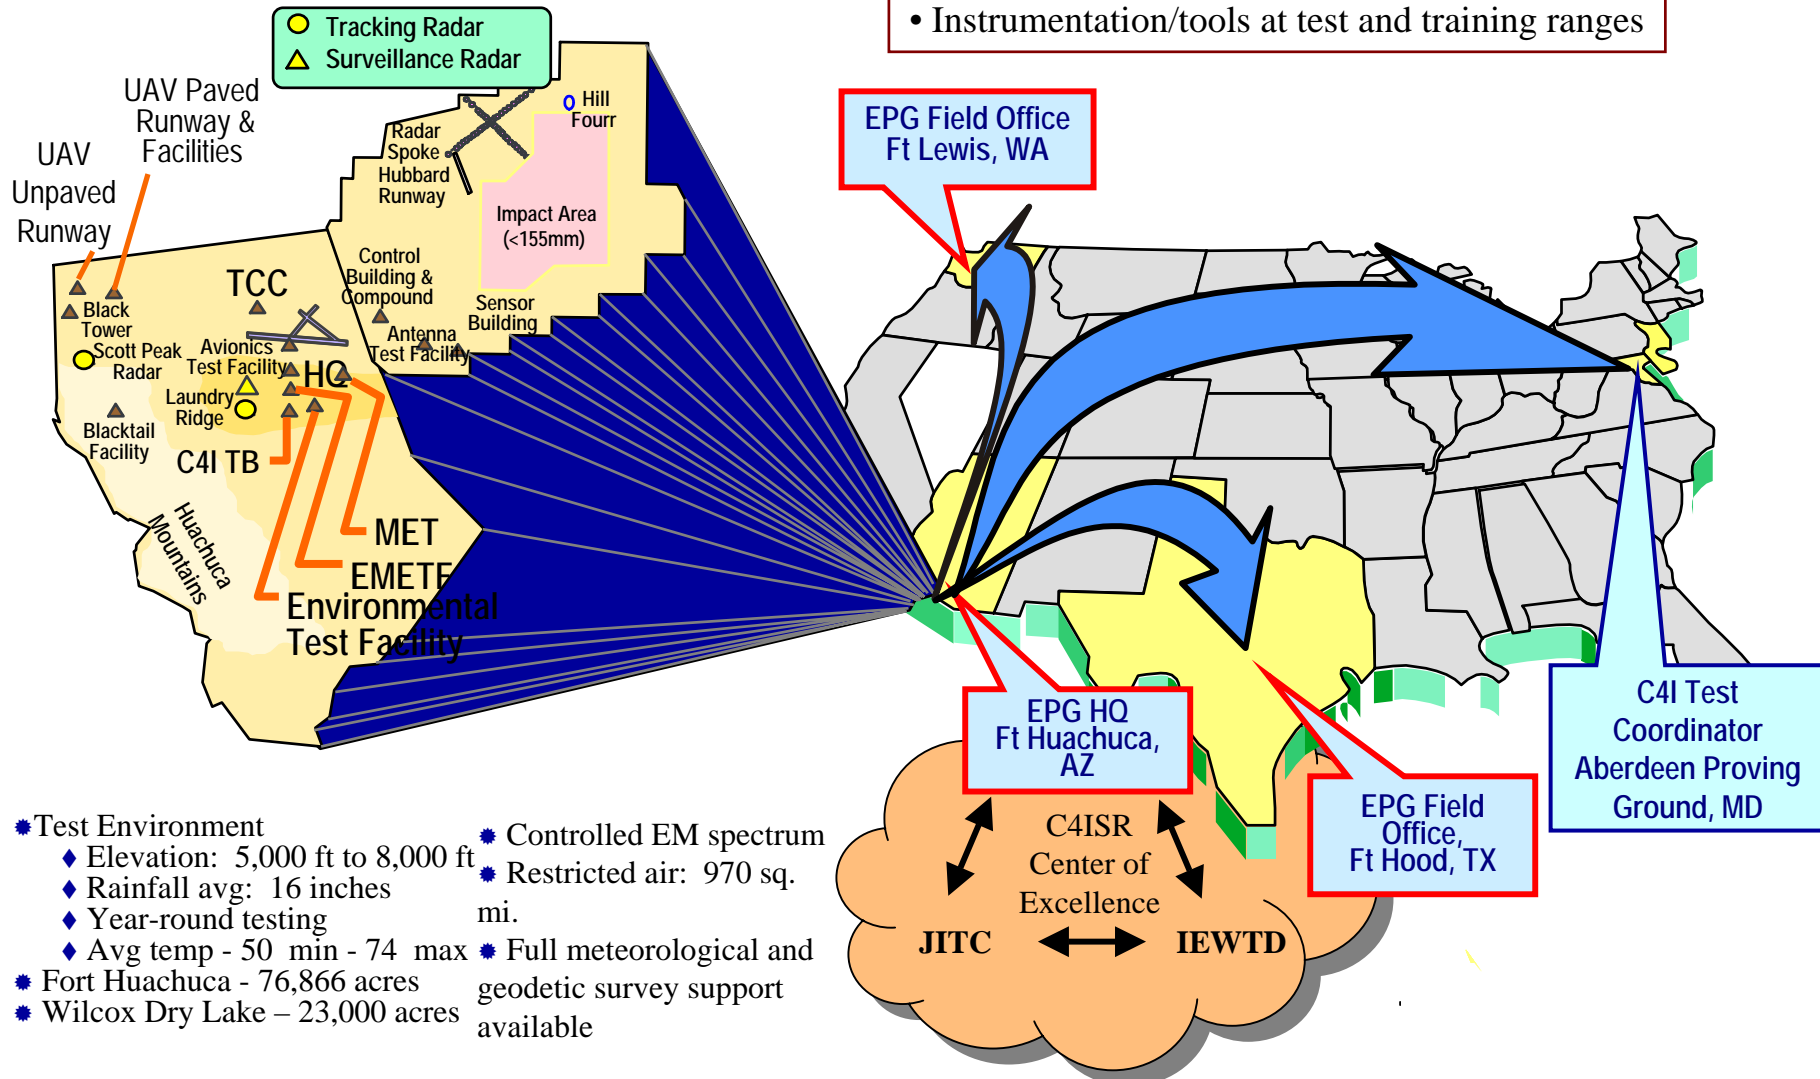 • Instrumentation/tools at test and training ranges
Tracking Radar
Surveillance Radar
UAV Paved
Runway &
Facilities
UAV
Unpaved
Runway
Radar
Spoke
Hubbard
Runway
Hill
Fourr
Impact Area
(<155mm)
Control
Building &
Compound
Sensor
Building
Antenna
Test Facility
TCC
Black
Tower
Scott Peak
Radar
Avionics
Test Facility
HQ
Laundry
Ridge
Blacktail
Facility
C4I TB
Huachuca
Mountains
MET
EMETF
Environmental
Test Facility
EPG Field Office
Ft Lewis, WA
EPG HQ
Ft Huachuca,
AZ
EPG Field
Office,
Ft Hood, TX
C4I Test
Coordinator
Aberdeen Proving
Ground, MD
C4ISR
Center of
Excellence
JITC
IEWTD
Test Environment
Elevation: 5,000 ft to 8,000 ft
Rainfall avg: 16 inches
Year-round testing
Avg temp - 50 min - 74 max
Fort Huachuca - 76,866 acres
Wilcox Dry Lake – 23,000 acres
Controlled EM spectrum
Restricted air: 970 sq.
mi.
Full meteorological and
geodetic survey support
available